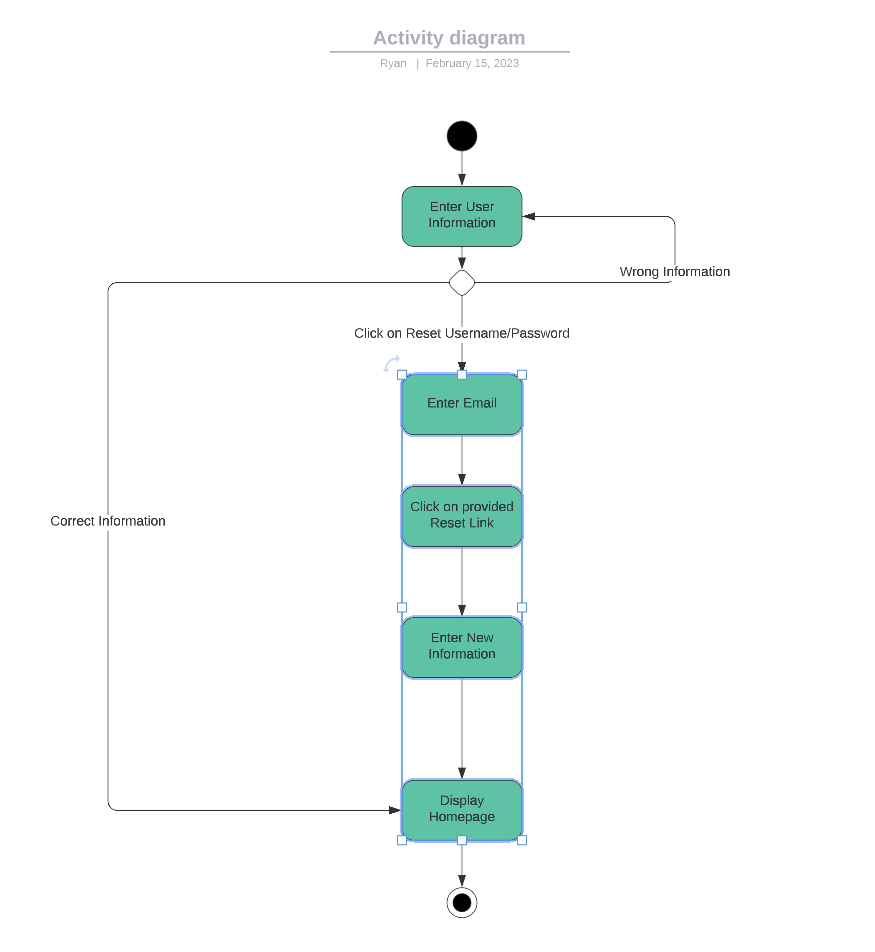 Activity diagram
Ryan | February 15, 2023
Enter User
Information
Wrong Information
Click on Reset Username/Password
Enter Email
Click on provided
Reset Link
Correct Information
Enter New
Information
Display
Homepage